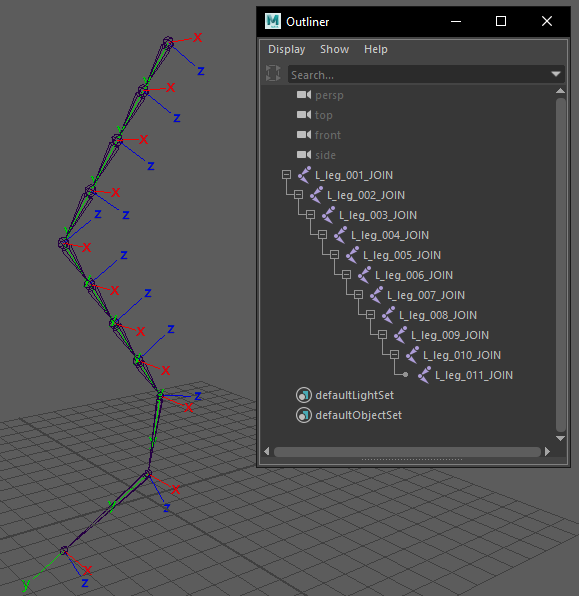 Outliner
Display Show Help
Search...
persp
top
front
side
L_leg_001_JOIN
L_leg_002_JOIN
L_leg_003_JOIN
L_leg_004_JOIN
L_leg_005_JOIN
L_leg_006_JOIN
L_leg_007_JOIN
L_leg_008_JOIN
L_leg_009_JOIN
L_leg_010_JOIN
L_leg_011_JOIN
defaultLightSet
defaultObjectSet
x
z
x
z
x
z
x
z
z
x
z
x
z
x
z
x
z
x
x
z
x
z
y